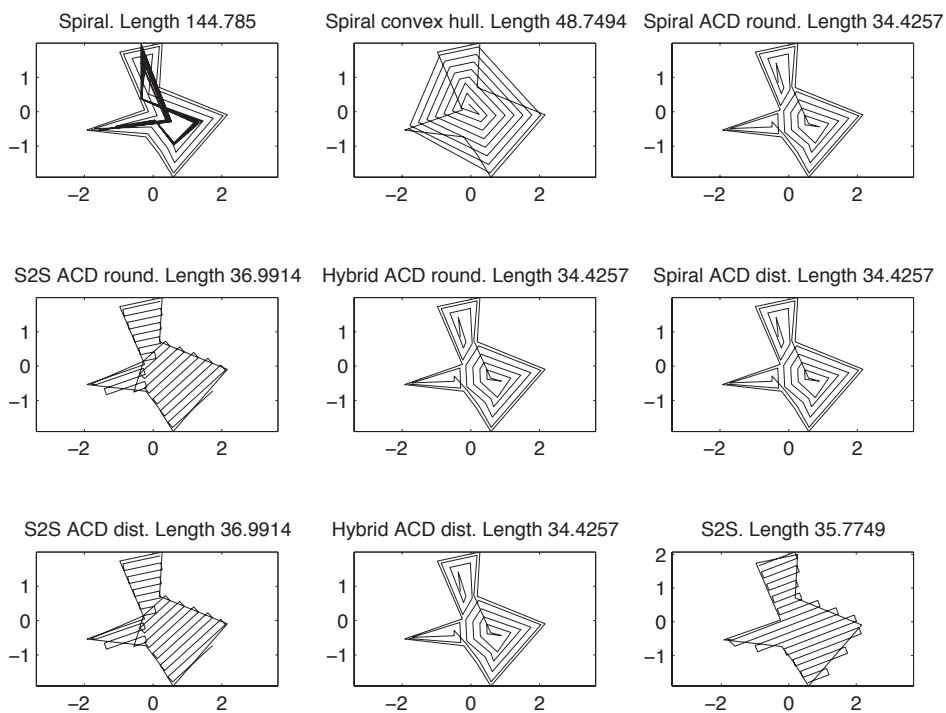 Spiral. Length 144.785
Spiral convex hull. Length 48.7494
Spiral ACD round. Length 34.4257
1
0
−1
−2 0 2
1
0
−1
−2 0 2
1
0
−1
−2 0 2
S2S ACD round. Length 36.9914
Hybrid ACD round. Length 34.4257
Spiral ACD dist. Length 34.4257
1
0
−1
−2 0 2
1
0
−1
−2 0 2
1
0
−1
−2 0 2
S2S ACD dist. Length 36.9914
Hybrid ACD dist. Length 34.4257
S2S. Length 35.7749
1
0
−1
−2 0 2
1
0
−1
−2 0 2
2
1
0
−1
−2 0 2